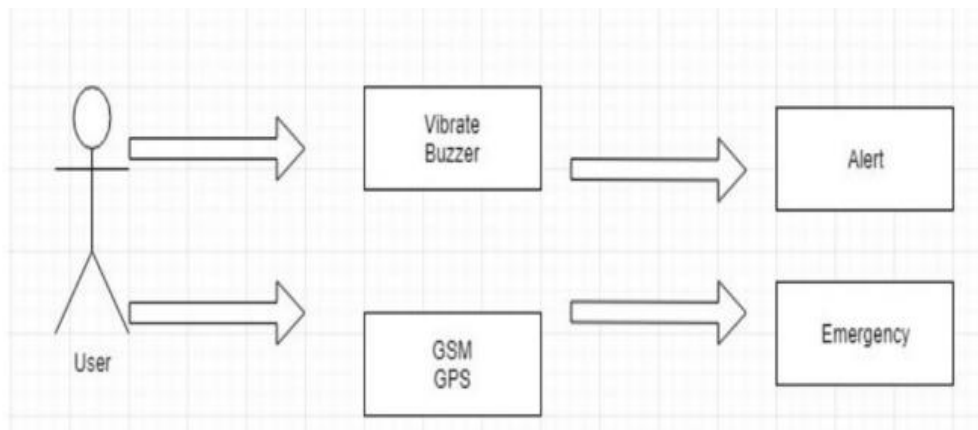 Vibrate
Buzzer
Alert
User
GSM
GPS
Emergency